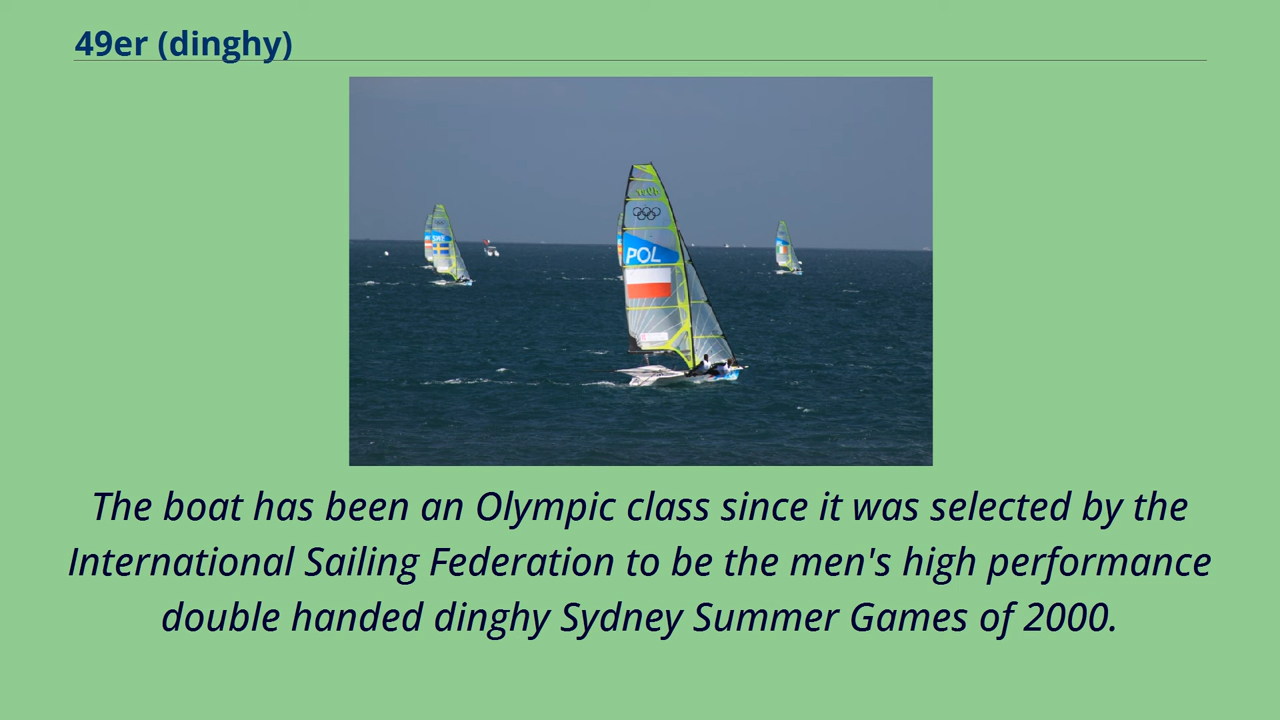 49er (dinghy)
POL
The boat has been an Olympic class since it was selected by the
International Sailing Federation to be the men's high performance
double handed dinghy Sydney Summer Games of 2000.